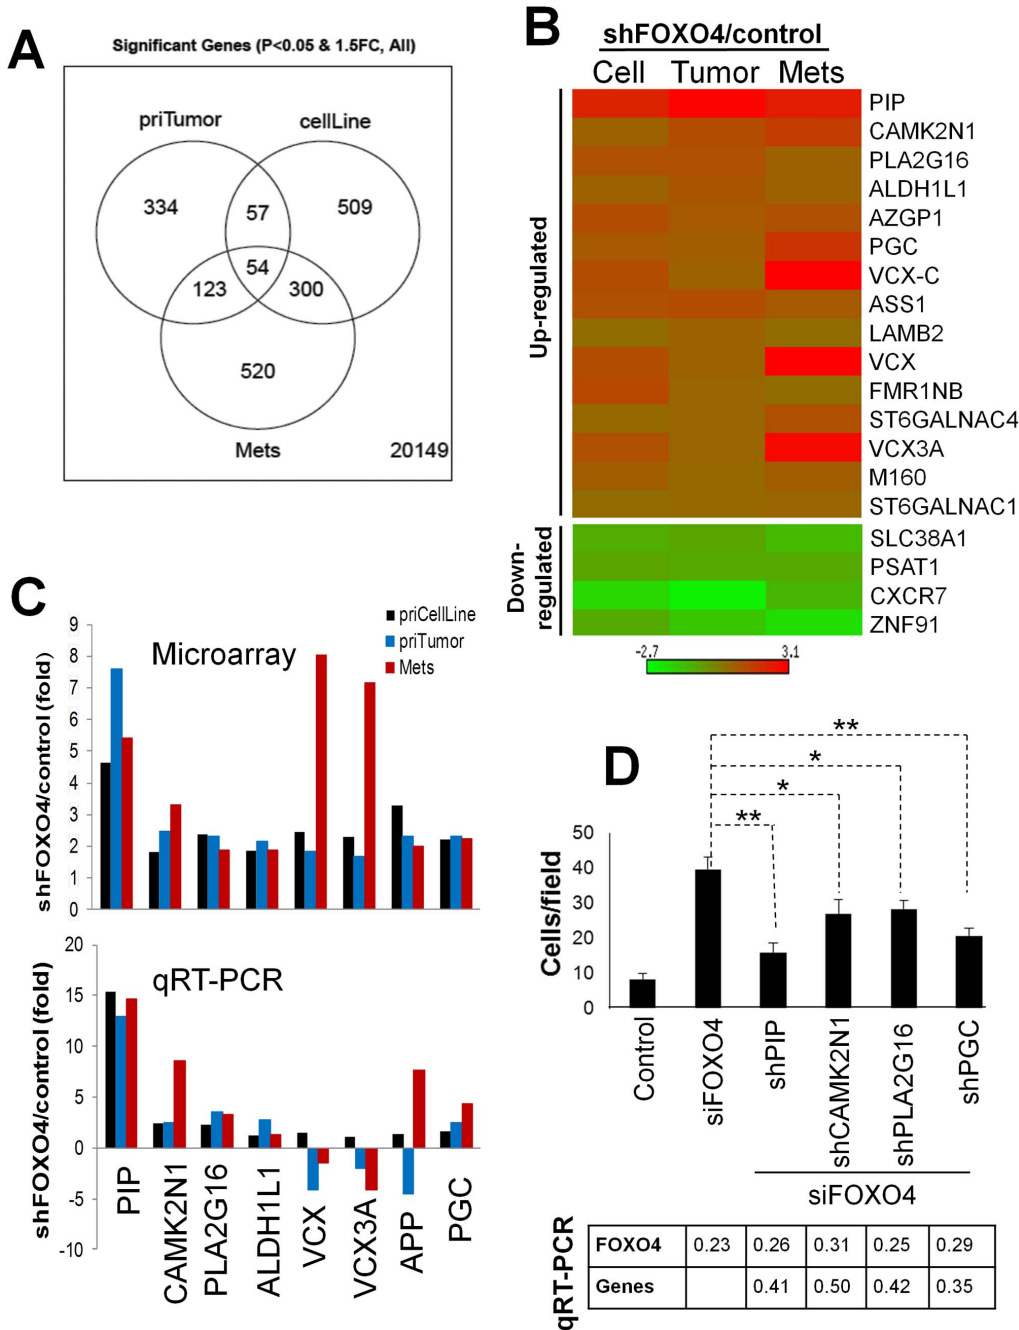 A
Significant Genes (P<0.05 & 1.5FC, All)
priTumor
cellLine
334
57
509
54
123
300
520
Mets
20149
B
shFOXO4/control
Cell Tumor Mets
Up-regulated
PIP
CAMK2N1
PLA2G16
ALDH1L1
AZGP1
PGC
VCX-C
ASS1
LAMB2
VCX
FMR1NB
ST6GALNAC4
VCX3A
M160
ST6GALNAC1
Down-
regulated
SLC38A1
PSAT1
CXCR7
ZNF91
-2.7
3.1
C
priCellLine
priTumor
Mets
Microarray
shFOXO4/control (fold)
9
8
7
6
5
4
3
2
1
0
qRT-PCR
shFOXO4/control (fold)
20
15
10
5
0
-5
-10
PIP
CAMK2N1
PLA2G16
ALDH1L1
VCX
VCX3A
APP
PGC
D
**
*
*
**
Cells/field
50
40
30
20
10
0
Control
siFOXO4
shPIP
shCAMK2N1
shPLA2G16
shPGC
siFOXO4
qRT-PCR
FOXO4 0.23 0.26 0.31 0.25 0.29
Genes 0.41 0.50 0.42 0.35